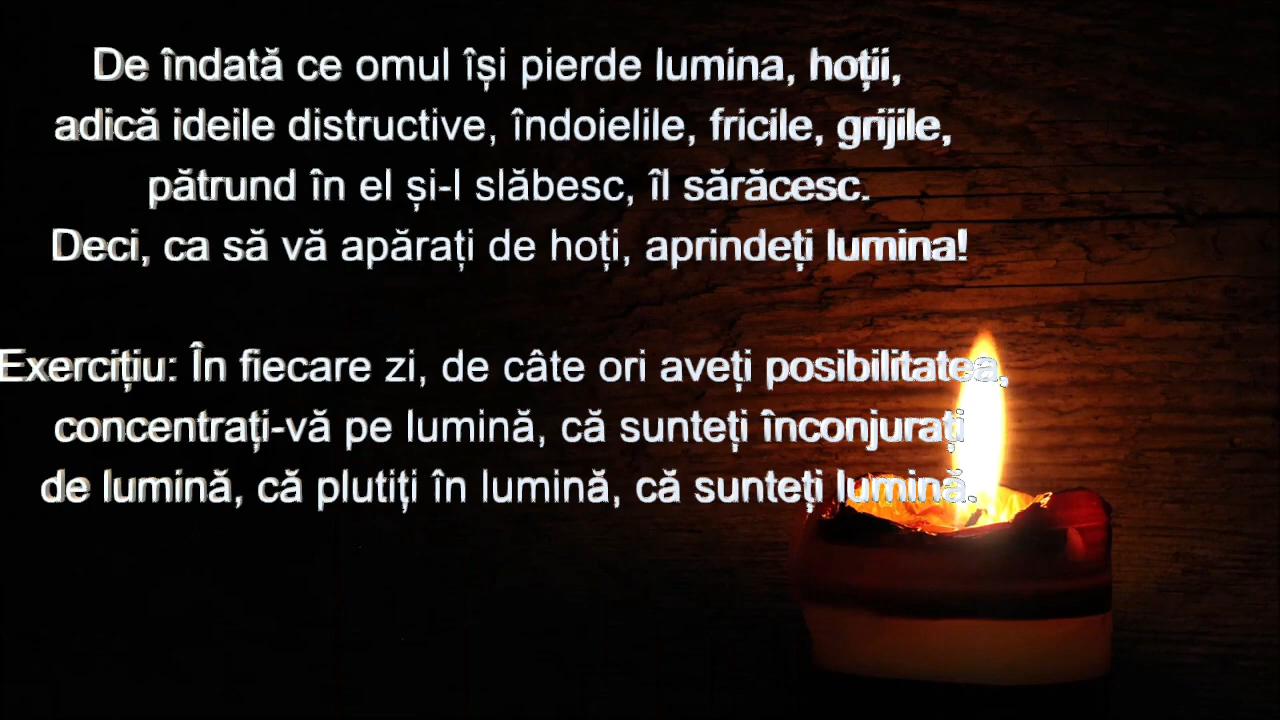 De îndată ce omul își pierde lumina, hoții,
adică ideile distructive, îndoielile, fricile, grijile,
pătrund în el și-l slăbesc, îl sărăcesc.
Deci, ca să vă apărați de hoți, aprindeți lumina!
Exercițiu: În fiecare zi, de câte ori aveți posibilitatea,
concentrați-vă pe lumină, că sunteți înconjurați
de lumină, că plutiți în lumină, că sunteți lumină.